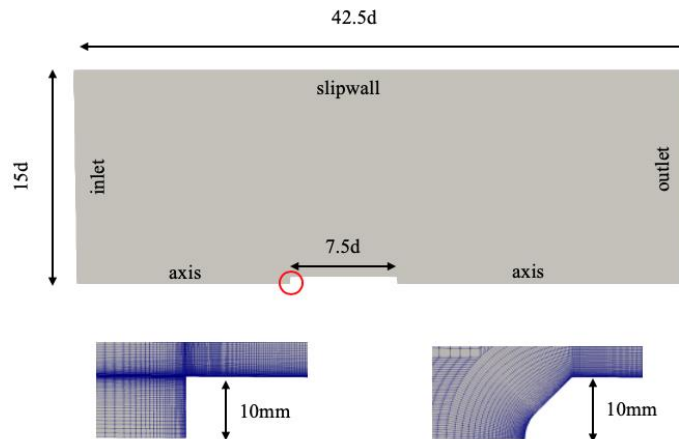 42.5d
slipwall
15d
inlet
outlet
7.5d
axis
axis
10mm
10mm